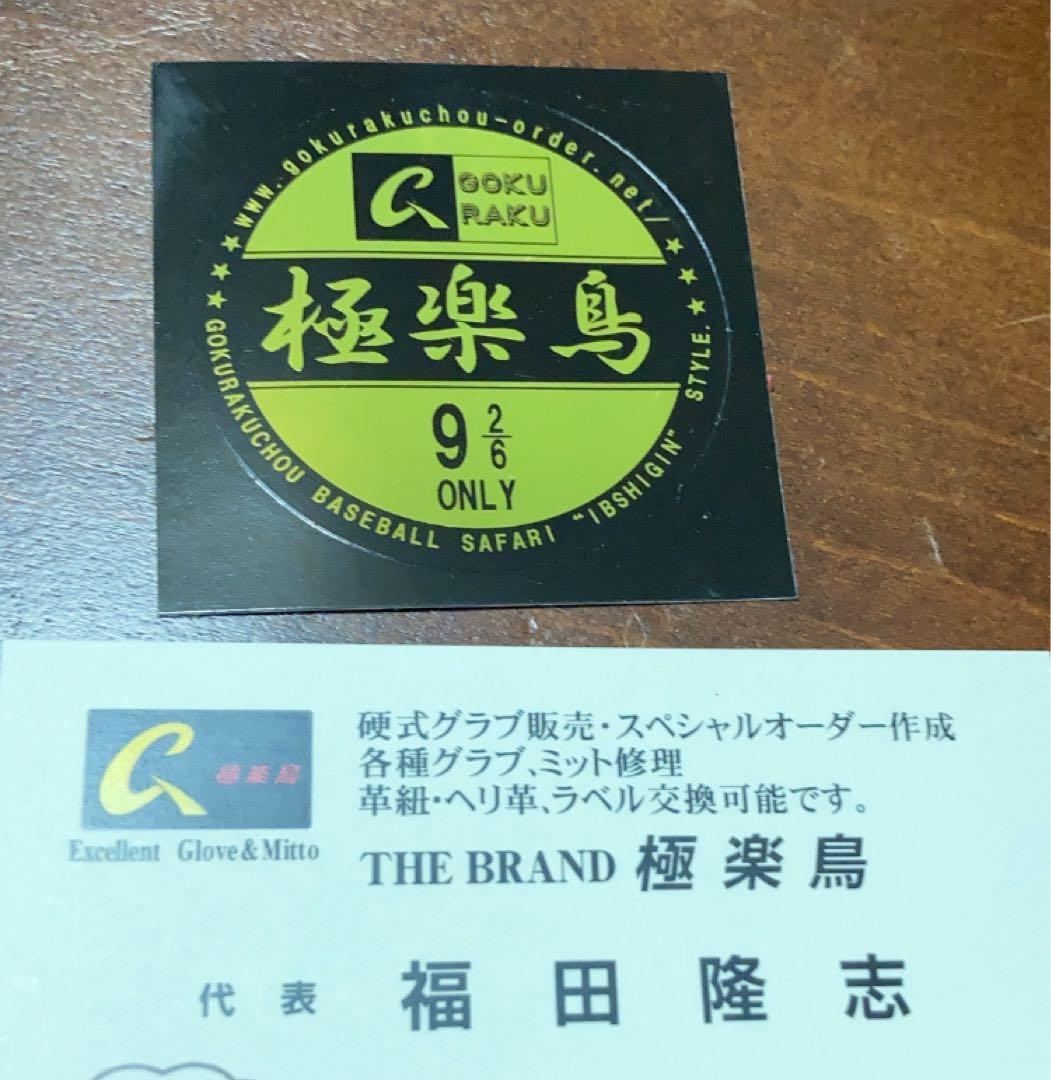 www.gokurakuchou-order.net/
GOKU
RAKU
極楽鳥
9 2/6
ONLY
GOKURAKUCHOU BASEBALL SAFARI "IBSHIGIN" STYLE.
極楽鳥
Excellent Glove&Mitto
硬式グラブ販売・スペシャルオーダー作成
各種グラブ、ミット修理
革紐・ヘリ革、ラベル交換可能です。
THE BRAND 極楽鳥
代表 福田隆志